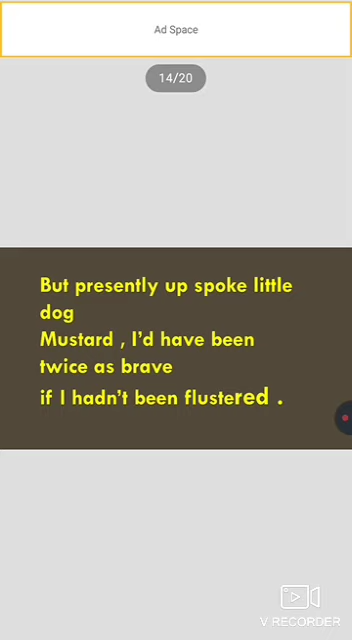 Ad Space
14/20
But presently up spoke little
dog
Mustard , I'd have been
twice as brave
if I hadn't been flustered .
V RECORDER